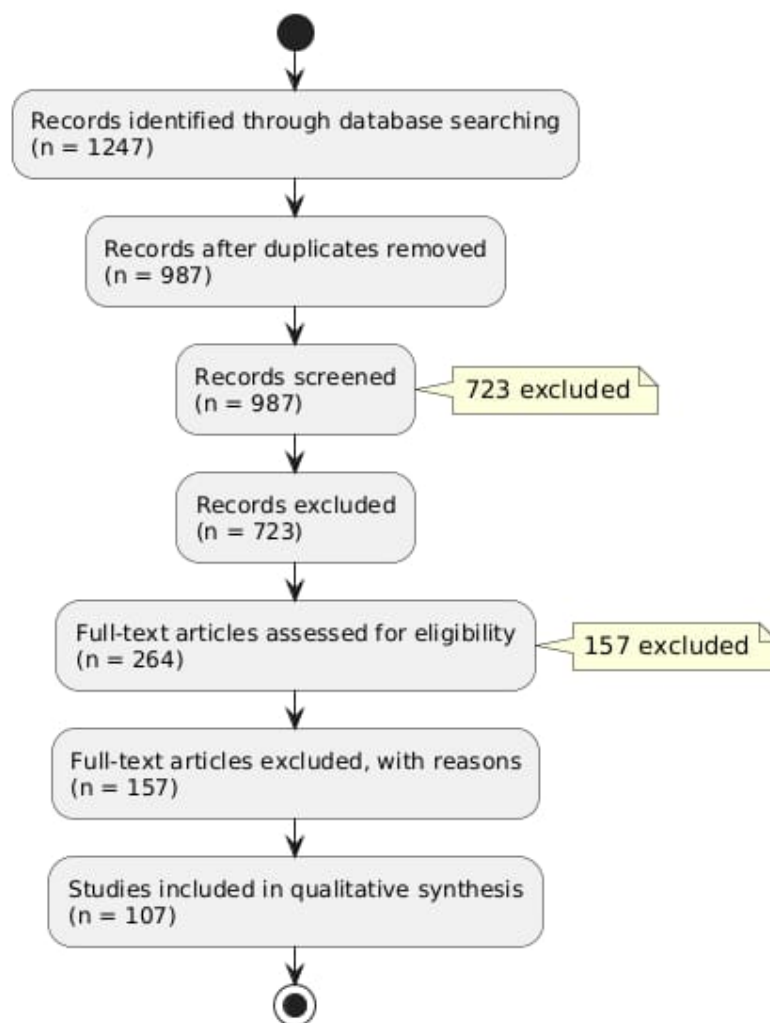 Records identified through database searching
(n = 1247)
Records after duplicates removed
(n = 987)
Records screened
(n = 987)
723 excluded
Records excluded
(n = 723)
Full-text articles assessed for eligibility
(n = 264)
157 excluded
Full-text articles excluded, with reasons
(n = 157)
Studies included in qualitative synthesis
(n = 107)